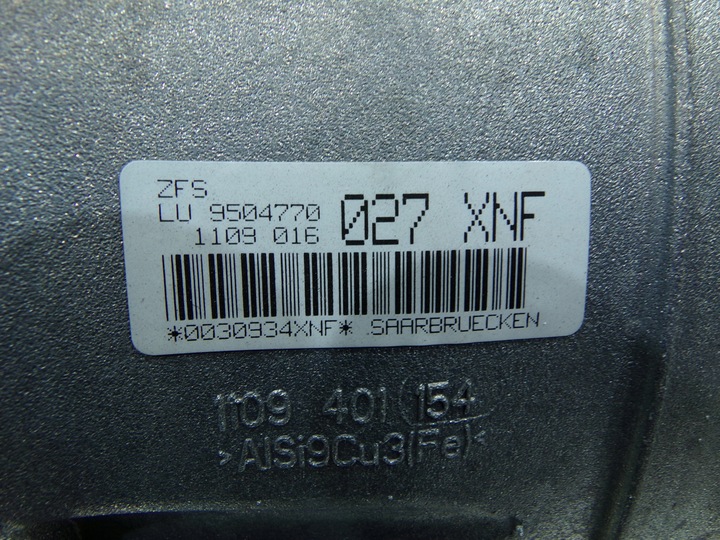 ZFS
LU 9504770
1109 016 027 XNF
*0030934XNF* SAARBRUECKEN
1109 401 154
>AlSi9Cu3(Fe)<